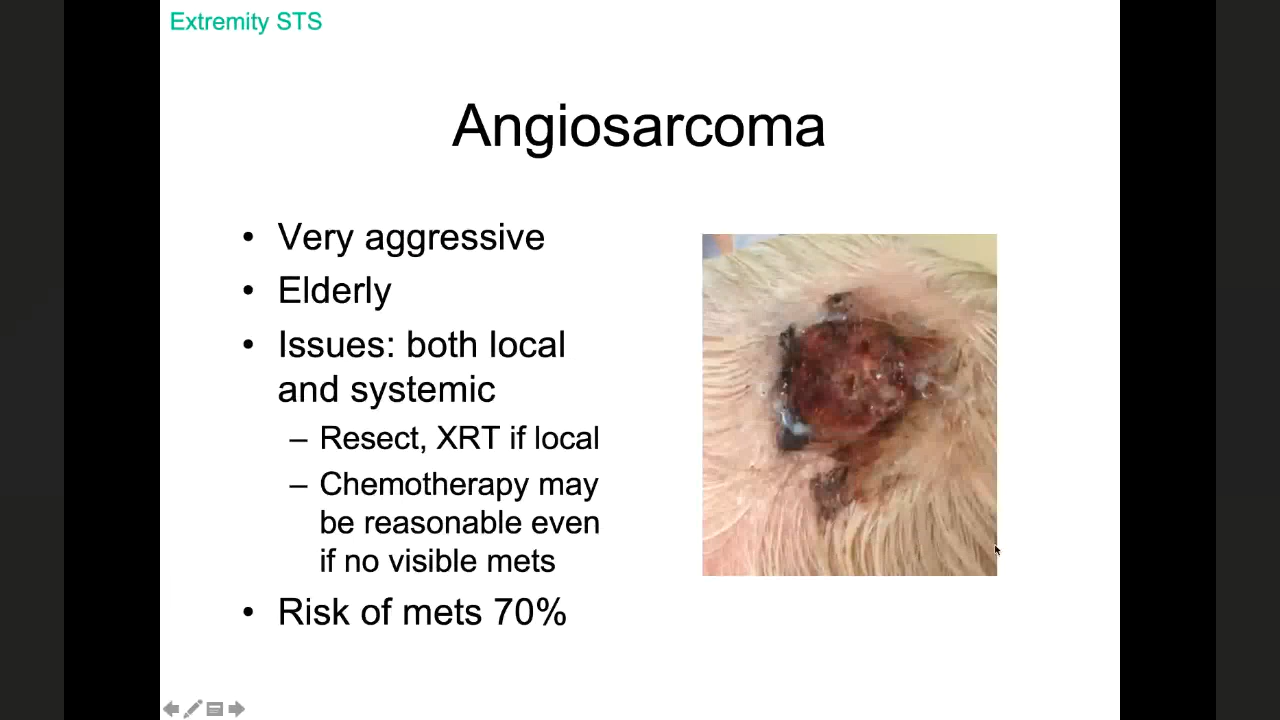 Extremity STS
Angiosarcoma
• Very aggressive
• Elderly
• Issues: both local
and systemic
– Resect, XRT if local
– Chemotherapy may
be reasonable even
if no visible mets
• Risk of mets 70%